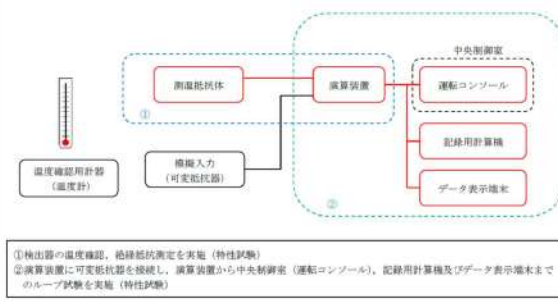 中央制御室
測温抵抗体
演算装置
運転コンソール
①
温度確認用計器
(温度計)
模擬入力
(可変抵抗器)
記録用計算機
データ表示端末
②
①検出器の温度確認、絶縁抵抗測定を実施(特性試験)
②演算装置に可変抵抗器を接続し、演算装置から中央制御室(運転コンソール)、記録用計算機及びデータ表示端末まで
のループ試験を実施(特性試験)